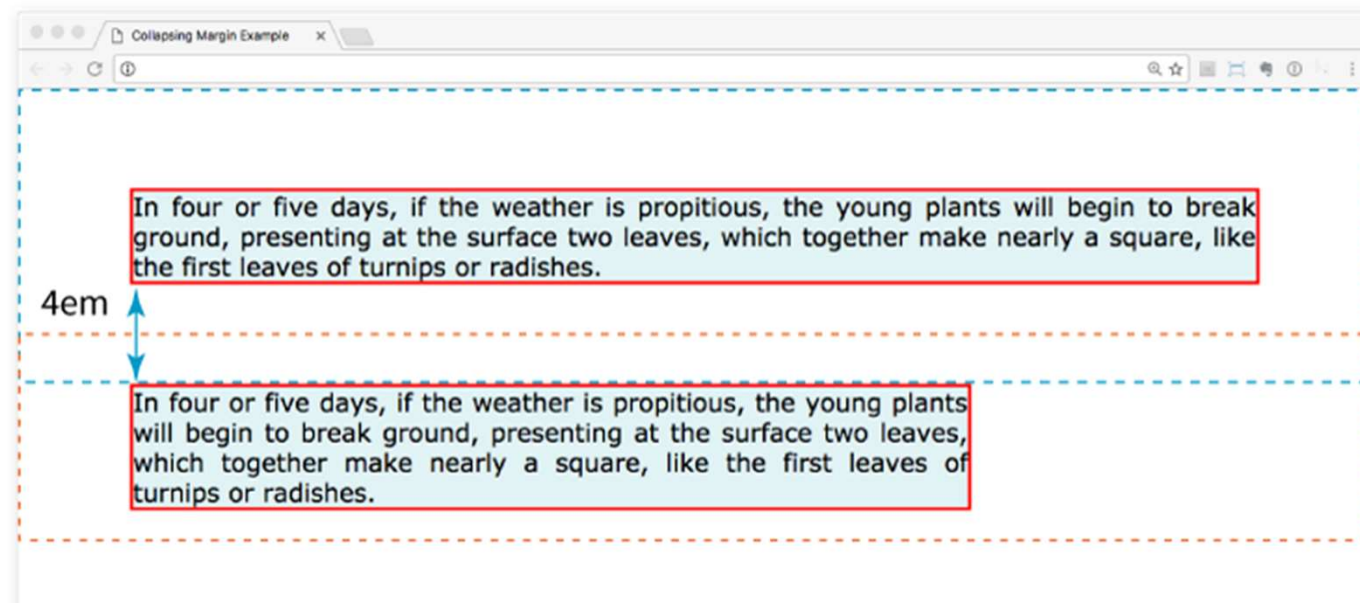 Collapsing Margin Example
In four or five days, if the weather is propitious, the young plants will begin to break
ground, presenting at the surface two leaves, which together make nearly a square, like
the first leaves of turnips or radishes.
4em
In four or five days, if the weather is propitious, the young plants
will begin to break ground, presenting at the surface two leaves,
which together make nearly a square, like the first leaves of
turnips or radishes.